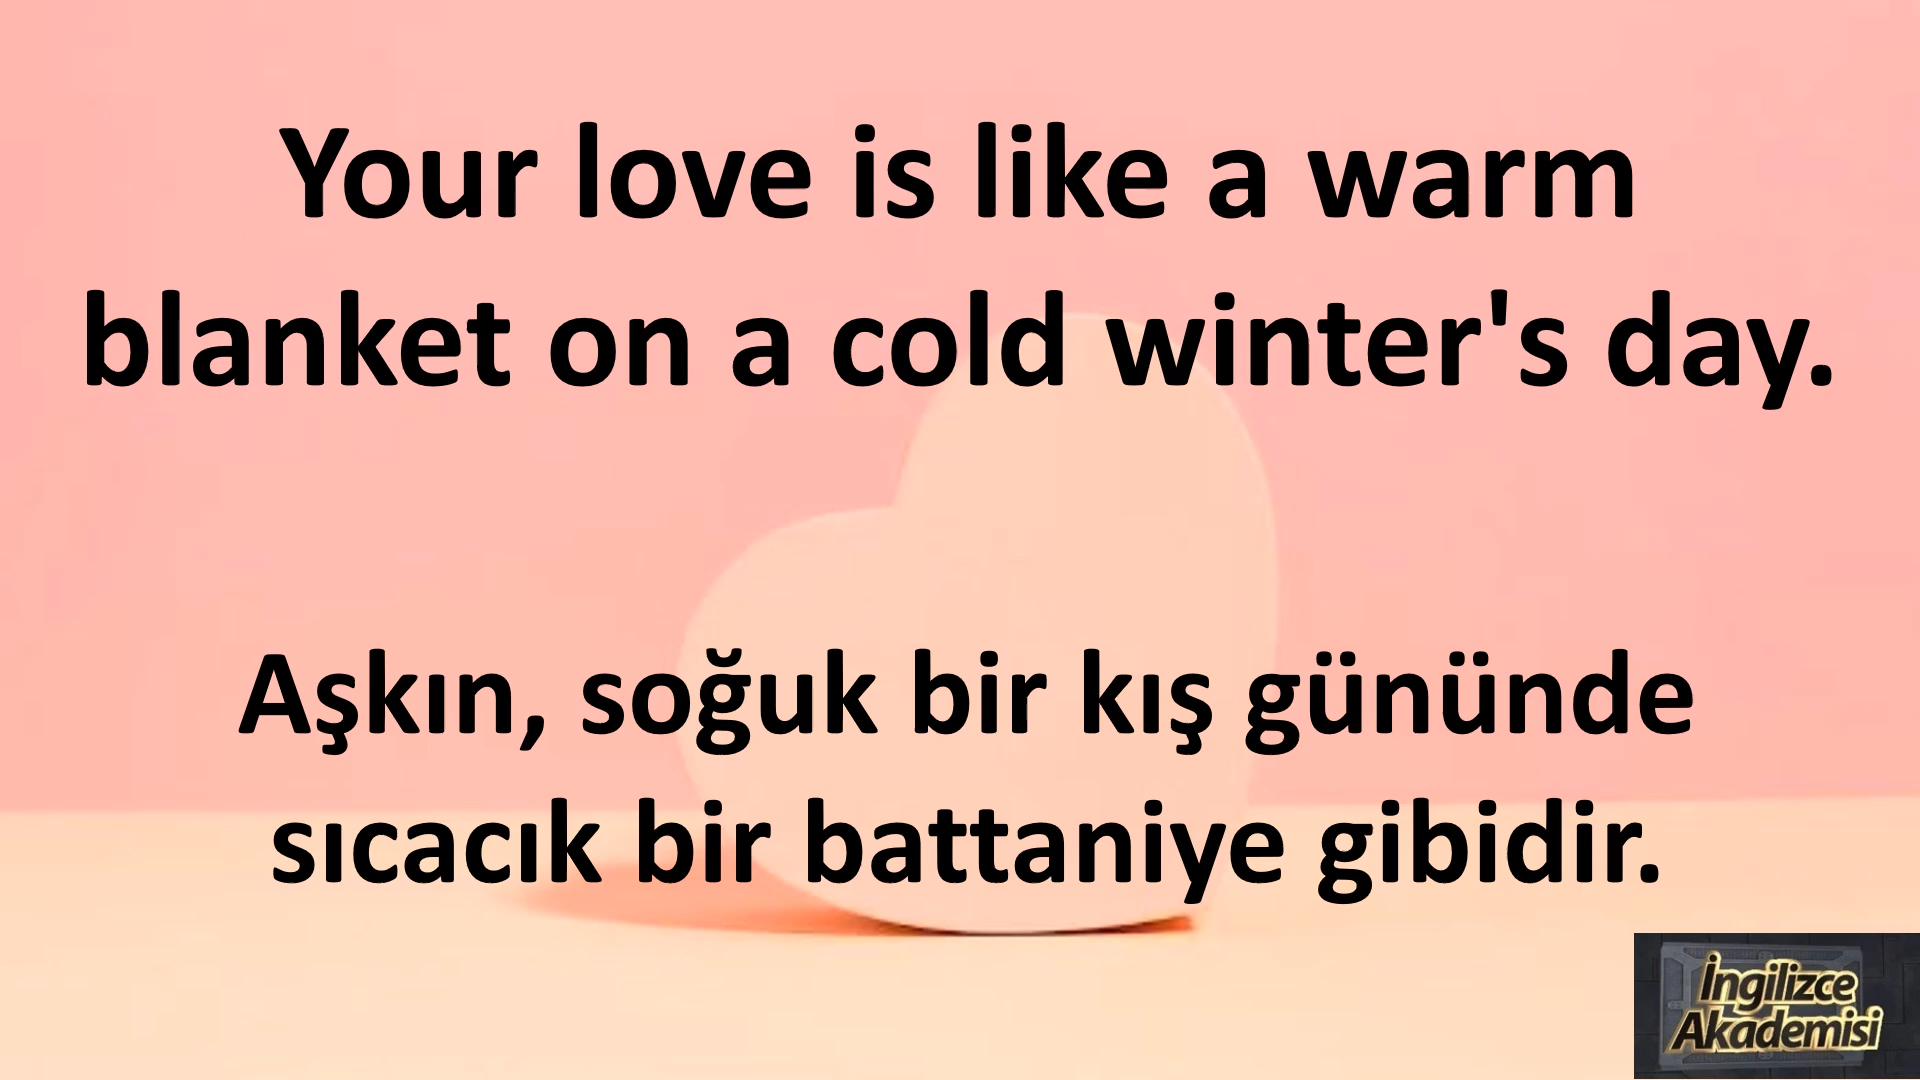 Your love is like a warm
blanket on a cold winter's day.
Aşkın, soğuk bir kış gününde
sıcacık bir battaniye gibidir.
İngilizce
Akademisi